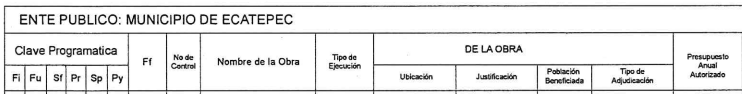 ENTE PUBLICO: MUNICIPIO DE ECATEPEC
Clave Programatica
Ff
No de
Control
Nombre de la Obra
Tipo de
Ejecución
DE LA OBRA
Presupuesto
Anual
Autorizado
Fi Fu Sf Pr Sp Py
Ubicación
Justificación
Población
Beneficiada
Tipo de
Adjudicación